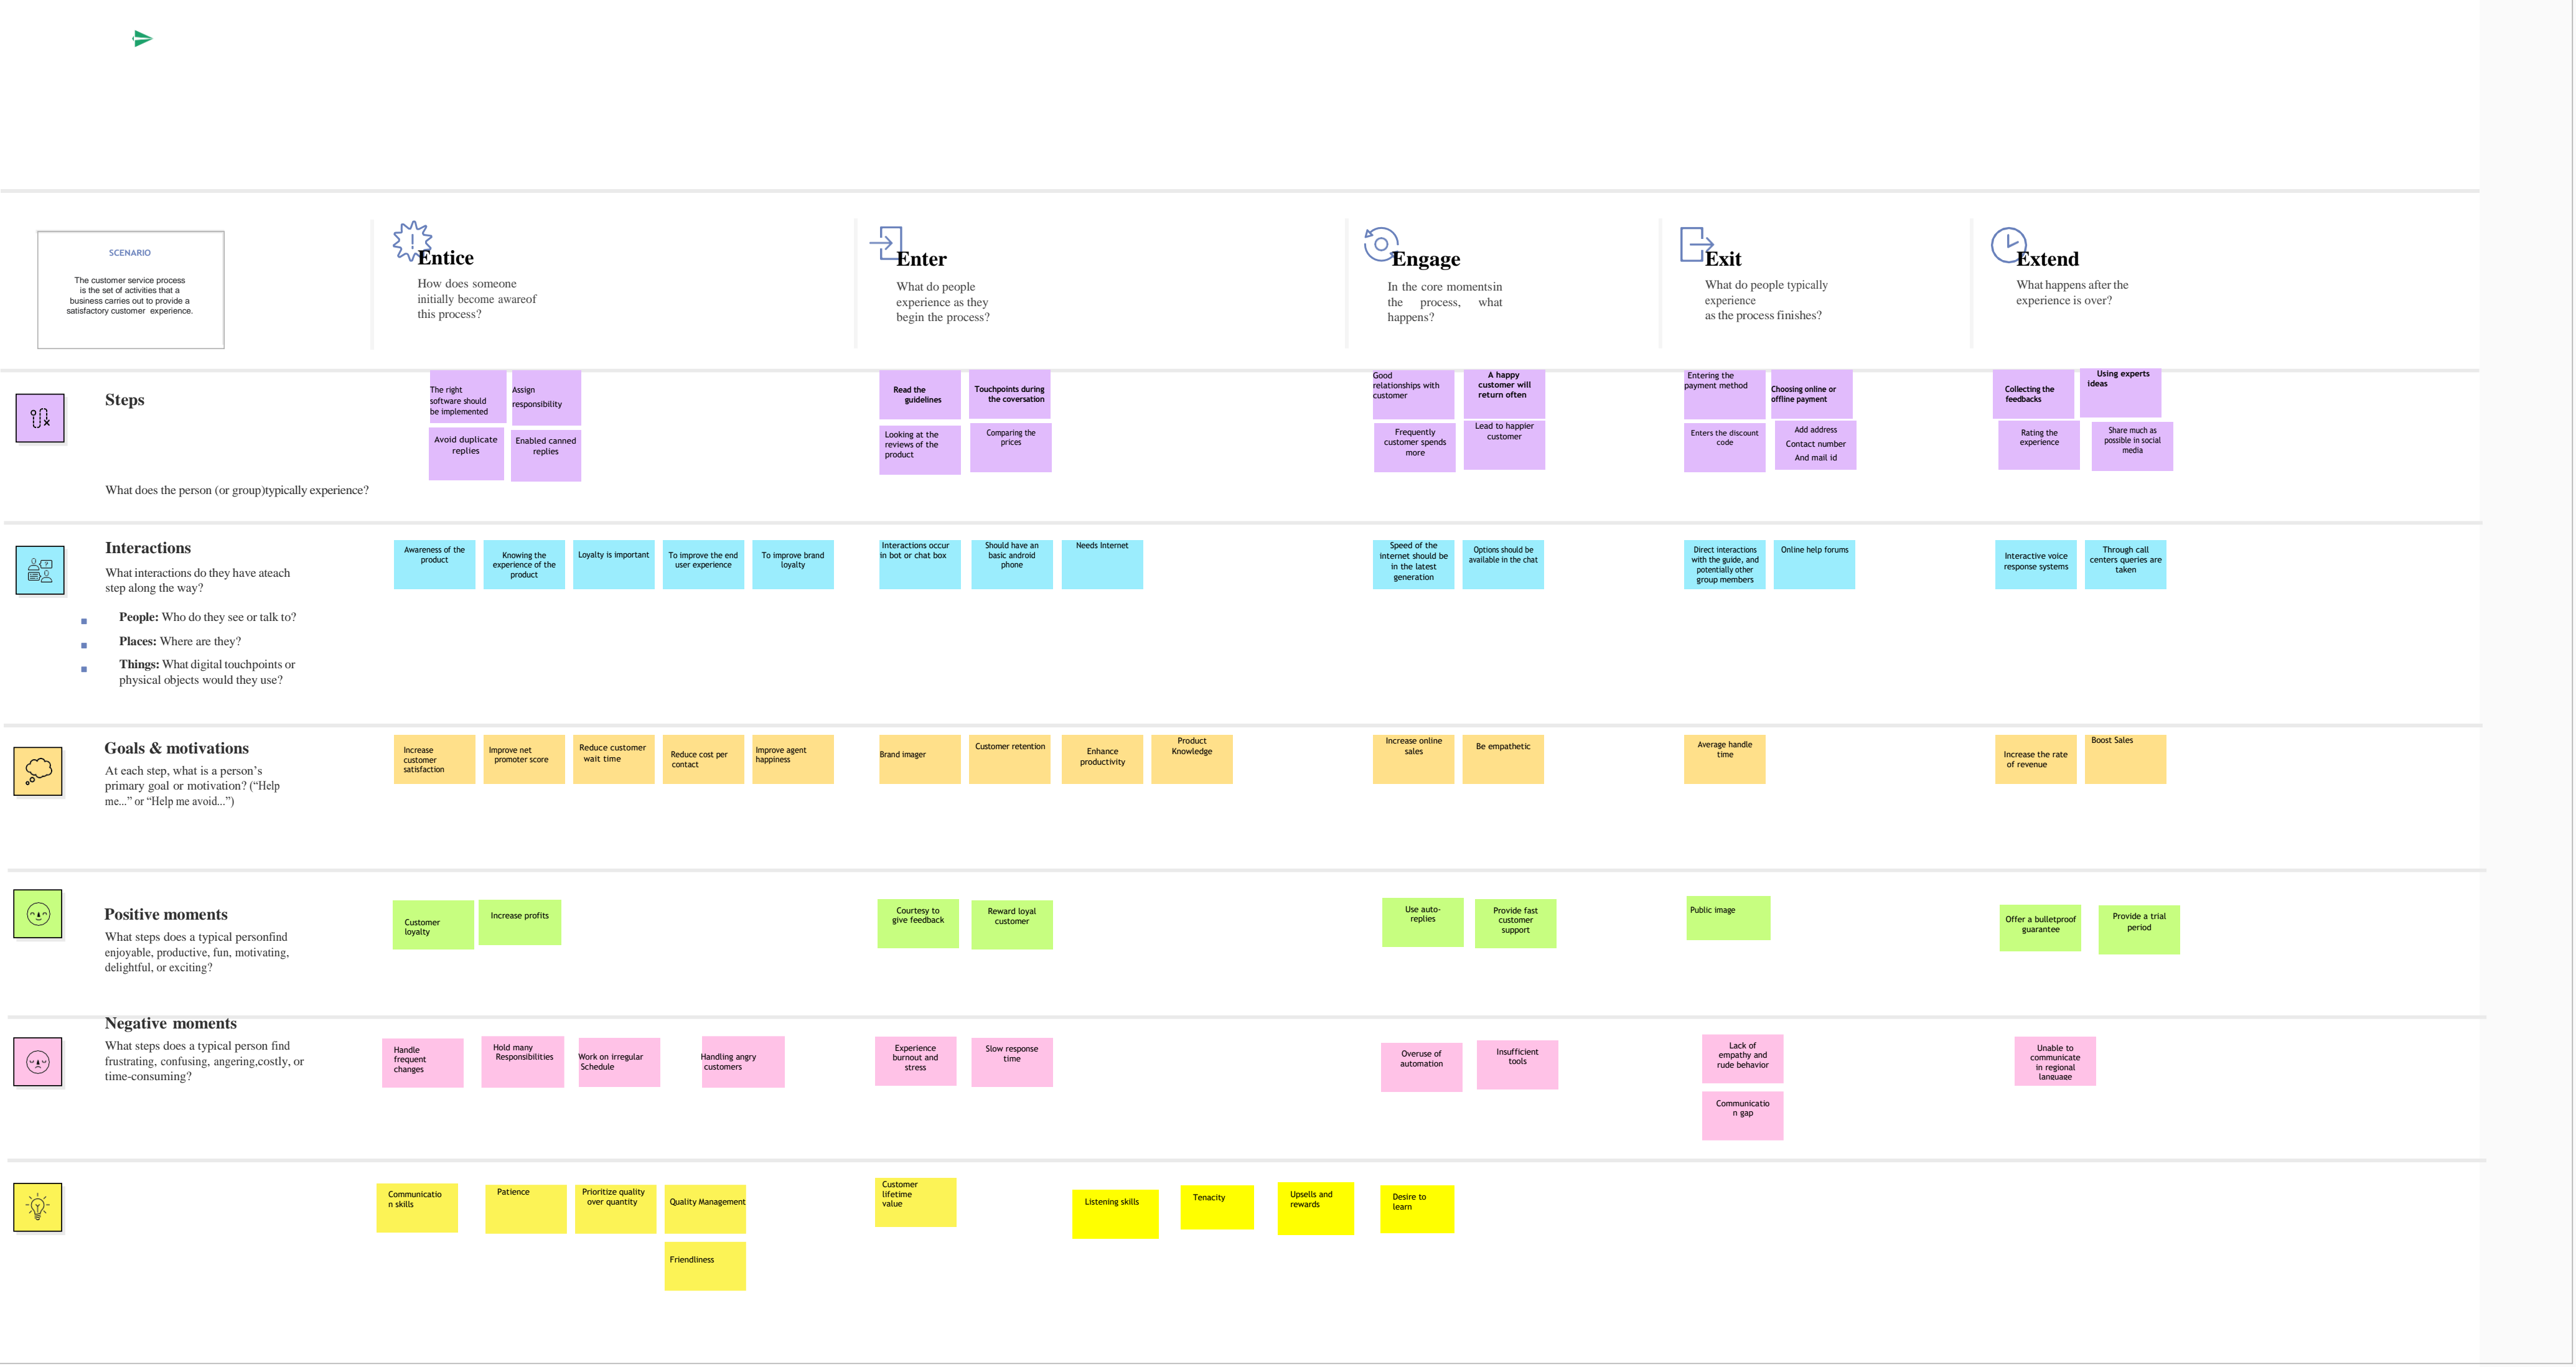 SCENARIO
The customer service process
is the set of activities that a
business carries out to provide a
satisfactory customer experience.
Entice
How does someone
initially become awareof
this process?
Enter
What do people
experience as they
begin the process?
Engage
In the core momentsin
the process, what
happens?
Exit
What do people typically
experience
as the process finishes?
Extend
What happens after the
experience is over?
Steps
What does the person (or group)typically experience?
The right
software should
be implemented
Assign
responsibility
Avoid duplicate
replies
Enabled canned
replies
Read the
guidelines
Touchpoints during
the coversation
Looking at the
reviews of the
product
Comparing the
prices
Good
relationships with
customer
A happy
customer will
return often
Frequently
customer spends
more
Lead to happier
customer
Entering the
payment method
Choosing online or
offline payment
Enters the discount
code
Add address
Contact number
And mail id
Collecting the
feedbacks
Using experts
ideas
Rating the
experience
Share much as
possible in social
media
Interactions
What interactions do they have ateach
step along the way?
People: Who do they see or talk to?
Places: Where are they?
Things: What digital touchpoints or
physical objects would they use?
Awareness of the
product
Knowing the
experience of the
product
Loyalty is important
To improve the end
user experience
To improve brand
loyalty
Interactions occur
in bot or chat box
Should have an
basic android
phone
Needs Internet
Speed of the
internet should be
in the latest
generation
Options should be
available in the chat
Direct interactions
with the guide, and
potentially other
group members
Online help forums
Interactive voice
response systems
Through call
centers queries are
taken
Goals & motivations
At each step, what is a person's
primary goal or motivation? (“Help
me...” or “Help me avoid...”)
Increase
customer
satisfaction
Improve net
promoter score
Reduce customer
wait time
Reduce cost per
contact
Improve agent
happiness
Brand imager
Customer retention
Enhance
productivity
Product
Knowledge
Increase online
sales
Be empathetic
Average handle
time
Increase the rate
of revenue
Boost Sales
Positive moments
What steps does a typical personfind
enjoyable, productive, fun, motivating,
delightful, or exciting?
Customer
loyalty
Increase profits
Courtesy to
give feedback
Reward loyal
customer
Use auto-
replies
Provide fast
customer
support
Public image
Offer a bulletproof
guarantee
Provide a trial
period
Negative moments
What steps does a typical person find
frustrating, confusing, angering,costly, or
time-consuming?
Handle
frequent
changes
Hold many
Responsibilities
Work on irregular
Schedule
Handling angry
customers
Experience
burnout and
stress
Slow response
time
Overuse of
automation
Insufficient
tools
Lack of
empathy and
rude behavior
Communicatio
n gap
Unable to
communicate
in regional
language
Communicatio
n skills
Patience
Prioritize quality
over quantity
Quality Management
Friendliness
Customer
lifetime
value
Listening skills
Tenacity
Upsells and
rewards
Desire to
learn